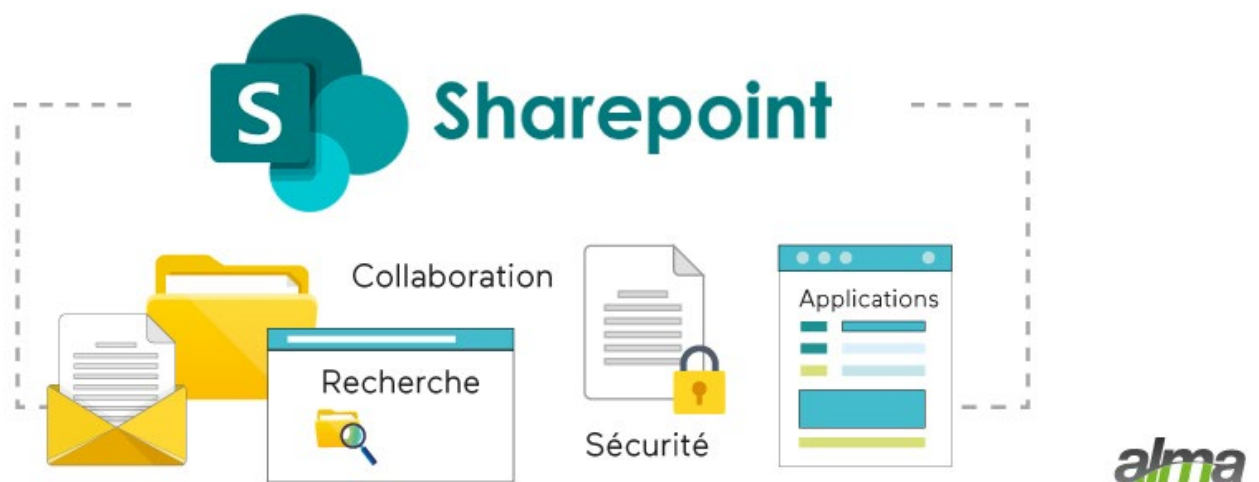 S Sharepoint
Collaboration
Applications
Recherche
Sécurité
alma